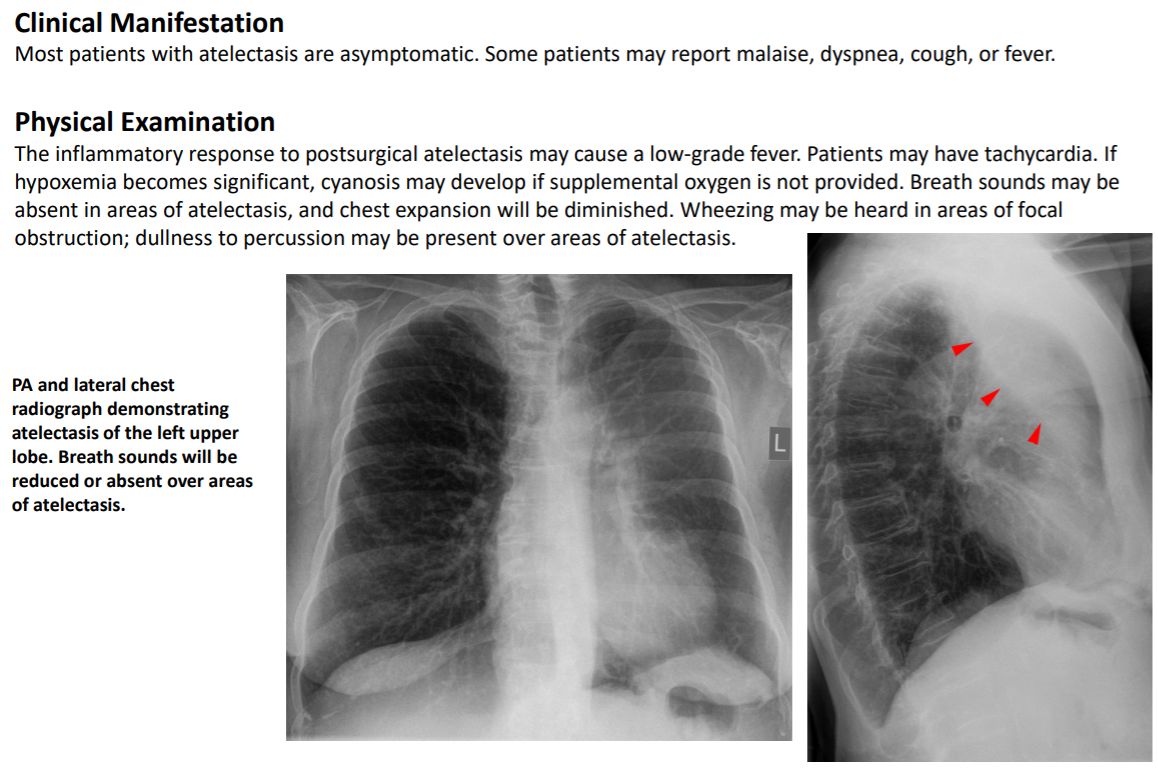 Clinical Manifestation
Most patients with atelectasis are asymptomatic. Some patients may report malaise, dyspnea, cough, or fever.
Physical Examination
The inflammatory response to postsurgical atelectasis may cause a low-grade fever. Patients may have tachycardia. If
hypoxemia becomes significant, cyanosis may develop if supplemental oxygen is not provided. Breath sounds may be
absent in areas of atelectasis, and chest expansion will be diminished. Wheezing may be heard in areas of focal
obstruction; dullness to percussion may be present over areas of atelectasis.
PA and lateral chest
radiograph demonstrating
atelectasis of the left upper
lobe. Breath sounds will be
reduced or absent over areas
of atelectasis.
L